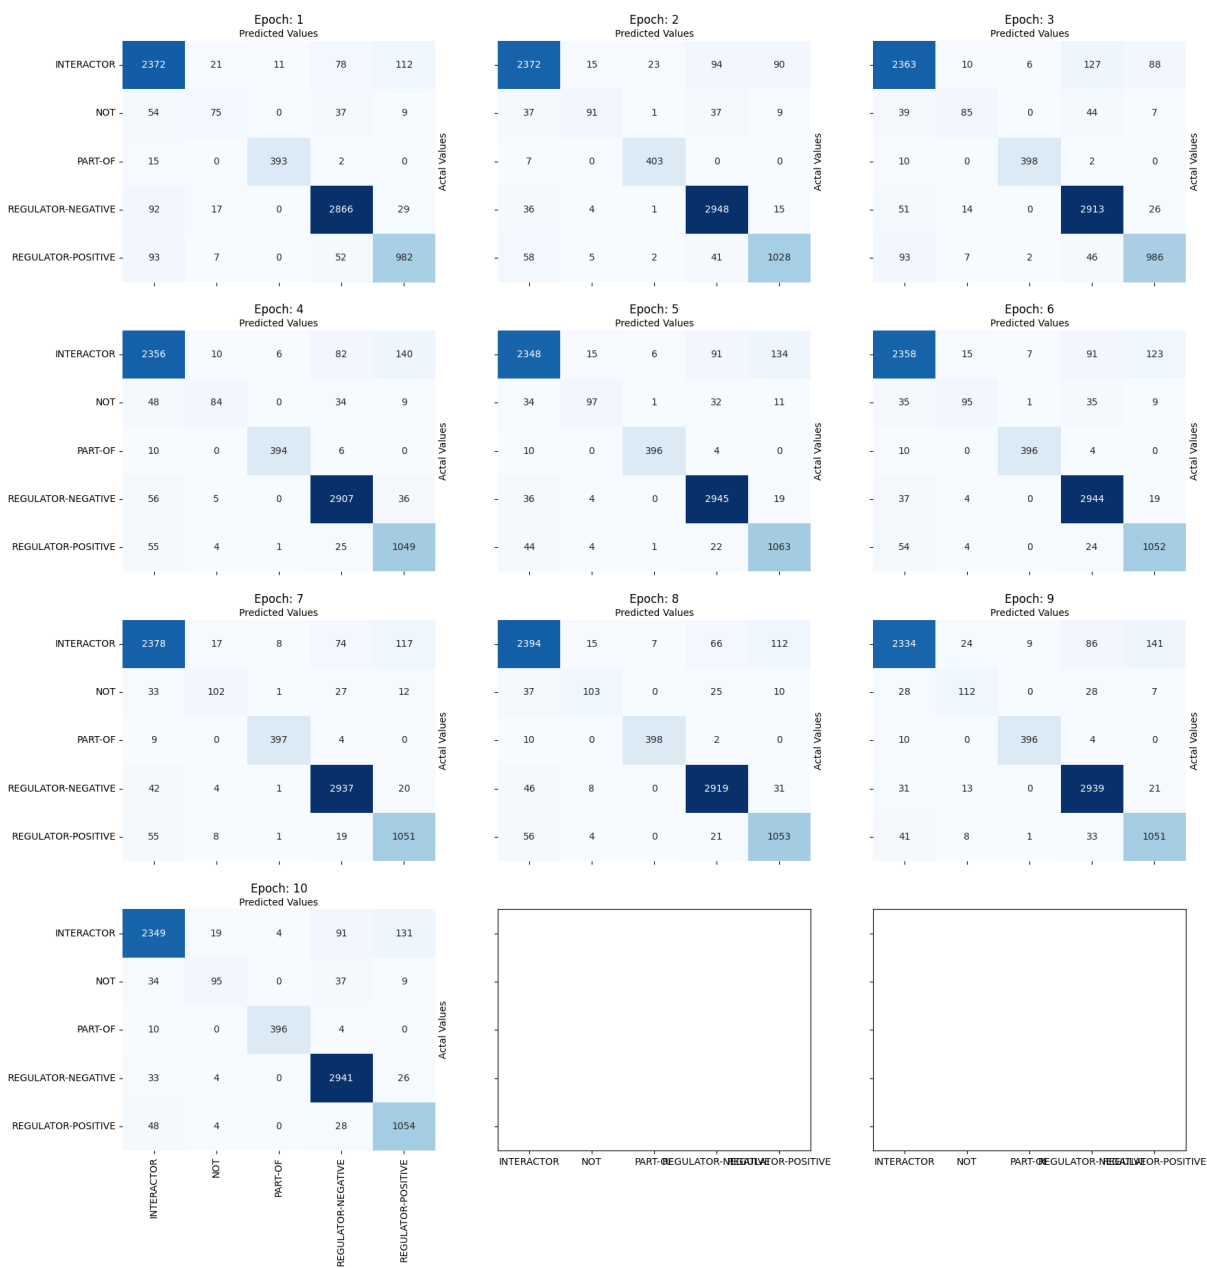 Epoch: 1
Predicted Values
INTERACTOR 2372 21 11 78 112
NOT 54 75 0 37 9
PART-OF 15 0 393 2 0
REGULATOR-NEGATIVE 92 17 0 2866 29
REGULATOR-POSITIVE 93 7 0 52 982
Actal Values
Epoch: 2
Predicted Values
2372 15 23 94 90
37 91 1 37 9
7 0 403 0 0
36 4 1 2948 15
58 5 2 41 1028
Actal Values
Epoch: 3
Predicted Values
2363 10 6 127 88
39 85 0 44 7
10 0 398 2 0
51 14 0 2913 26
93 7 2 46 986
Epoch: 4
Predicted Values
INTERACTOR 2356 10 6 82 140
NOT 48 84 0 34 9
PART-OF 10 0 394 6 0
REGULATOR-NEGATIVE 56 5 0 2907 36
REGULATOR-POSITIVE 55 4 1 25 1049
Actal Values
Epoch: 5
Predicted Values
2348 15 6 91 134
34 97 1 32 11
10 0 396 4 0
36 4 0 2945 19
44 4 1 22 1063
Actal Values
Epoch: 6
Predicted Values
2358 15 7 91 123
35 95 1 35 9
10 0 396 4 0
37 4 0 2944 19
54 4 0 24 1052
Epoch: 7
Predicted Values
INTERACTOR 2378 17 8 74 117
NOT 33 102 1 27 12
PART-OF 9 0 397 4 0
REGULATOR-NEGATIVE 42 4 1 2937 20
REGULATOR-POSITIVE 55 8 1 19 1051
Actal Values
Epoch: 8
Predicted Values
2394 15 7 66 112
37 103 0 25 10
10 0 398 2 0
46 8 0 2919 31
56 4 0 21 1053
Actal Values
Epoch: 9
Predicted Values
2334 24 9 86 141
28 112 0 28 7
10 0 396 4 0
31 13 0 2939 21
41 8 1 33 1051
Epoch: 10
Predicted Values
INTERACTOR 2349 19 4 91 131
NOT 34 95 0 37 9
PART-OF 10 0 396 4 0
REGULATOR-NEGATIVE 33 4 0 2941 26
REGULATOR-POSITIVE 48 4 0 28 1054
Actal Values
INTERACTOR
NOT
PART-OF
REGULATOR-NEGATIVE
REGULATOR-POSITIVE
INTERACTOR NOT PART-OF REGULATOR-NEGATIVE REGULATOR-POSITIVE
INTERACTOR NOT PART-OF REGULATOR-NEGATIVE REGULATOR-POSITIVE